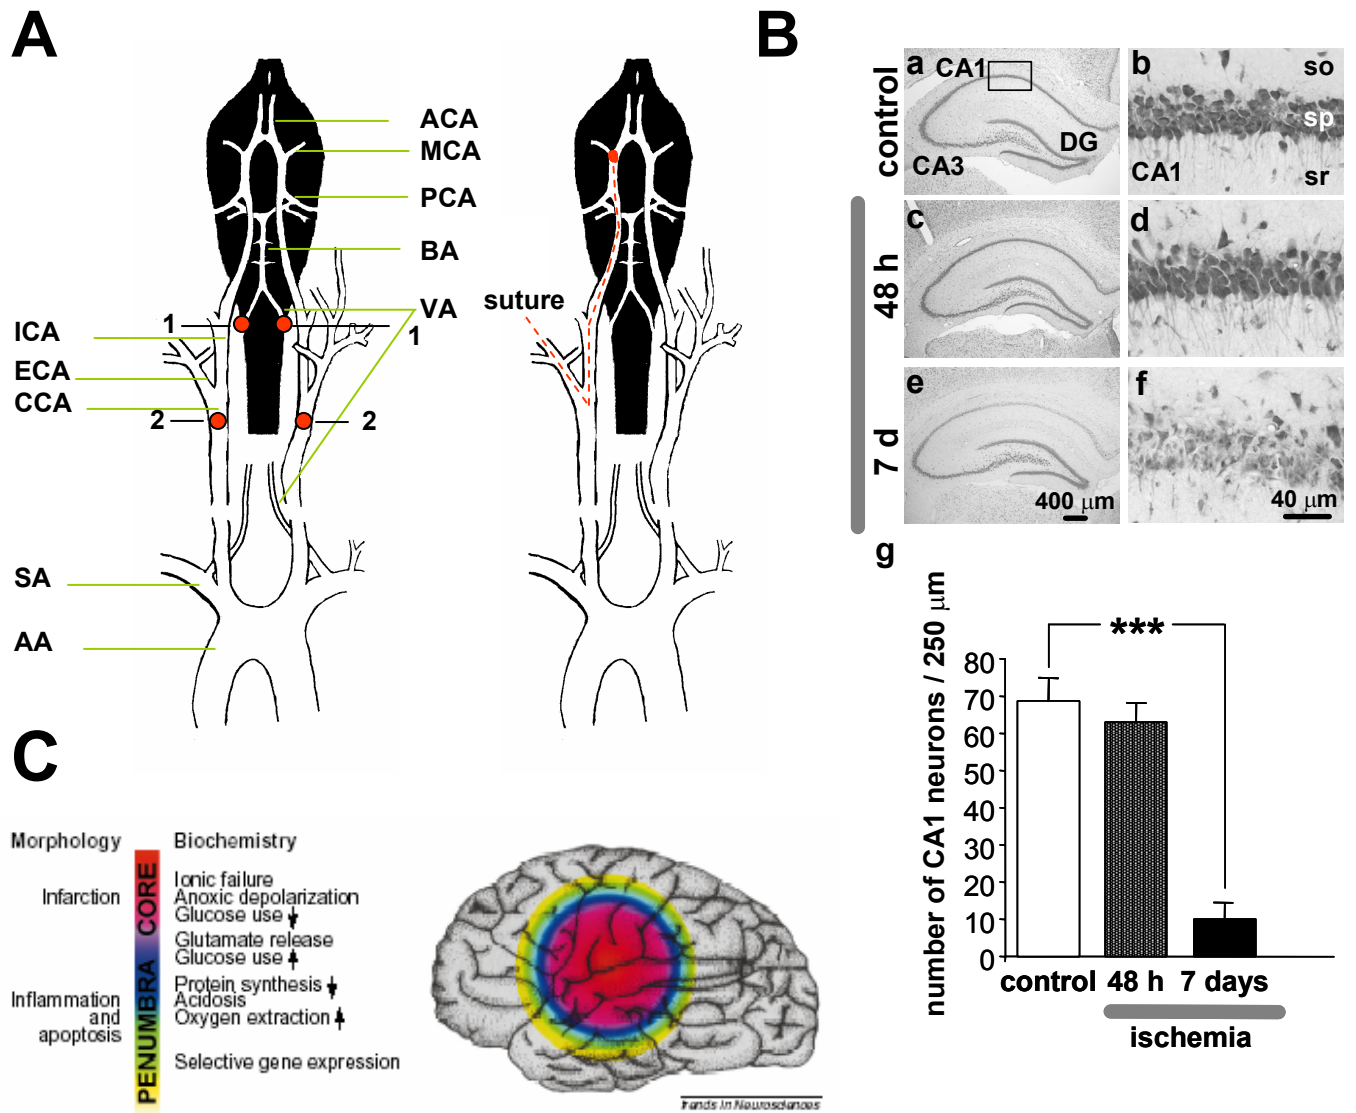 A
ACA
MCA
PCA
BA
VA
1
1
ICA
ECA
CCA
2
2
SA
AA
suture
B
control
48 h
7 d
a
CA1
DG
CA3
b
so
sp
CA1
sr
c
d
e
400 µm
f
40 µm
g
number of CA1 neurons / 250 µm
***
80
70
60
50
40
30
20
10
0
control 48 h 7 days
ischemia
C
Morphology
Biochemistry
CORE
PENUMBRA
Infarction
Ionic failure
Anoxic depolarization
Glucose use
Glutamate release
Glucose use
Protein synthesis
Inflammation
and
apoptosis
Acidosis
Oxygen extraction
Selective gene expression
Trends in Neurosciences